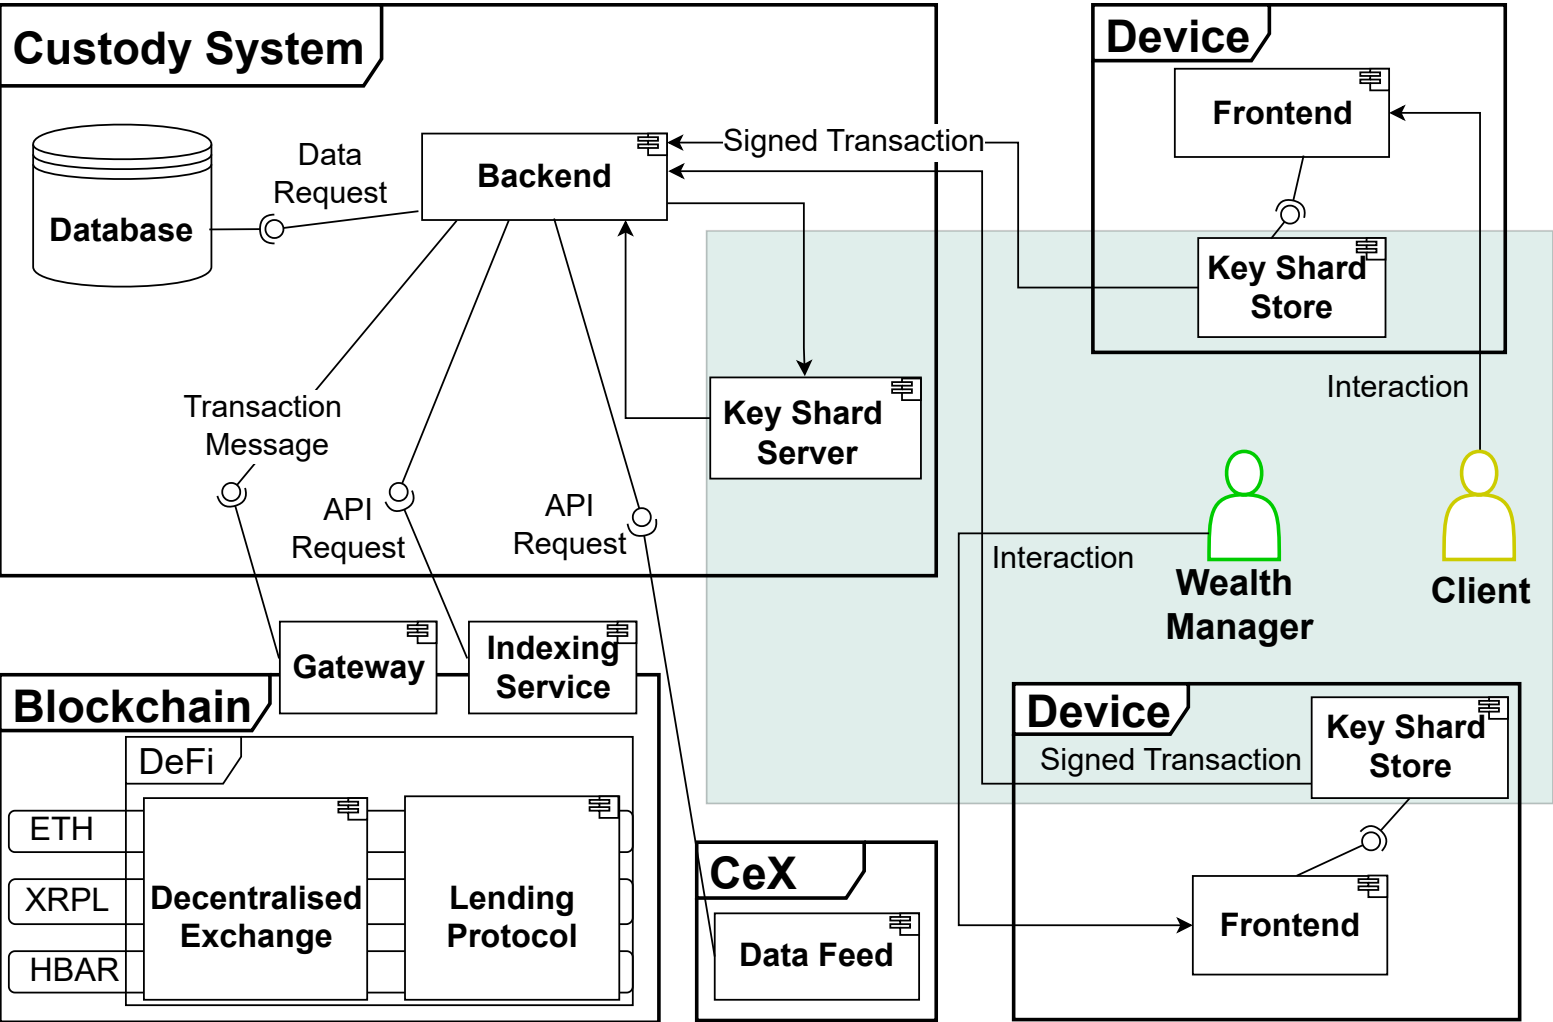 Custody System
Device
Frontend
Data
Request
Backend
Signed Transaction
Database
Key Shard
Store
Interaction
Transaction
Message
Key Shard
Server
API
Request
API
Request
Interaction
Wealth
Manager
Client
Gateway
Indexing
Service
Blockchain
Device
Key Shard
Store
Signed Transaction
DeFi
ETH
XRPL
HBAR
Decentralised
Exchange
Lending
Protocol
CeX
Data Feed
Frontend